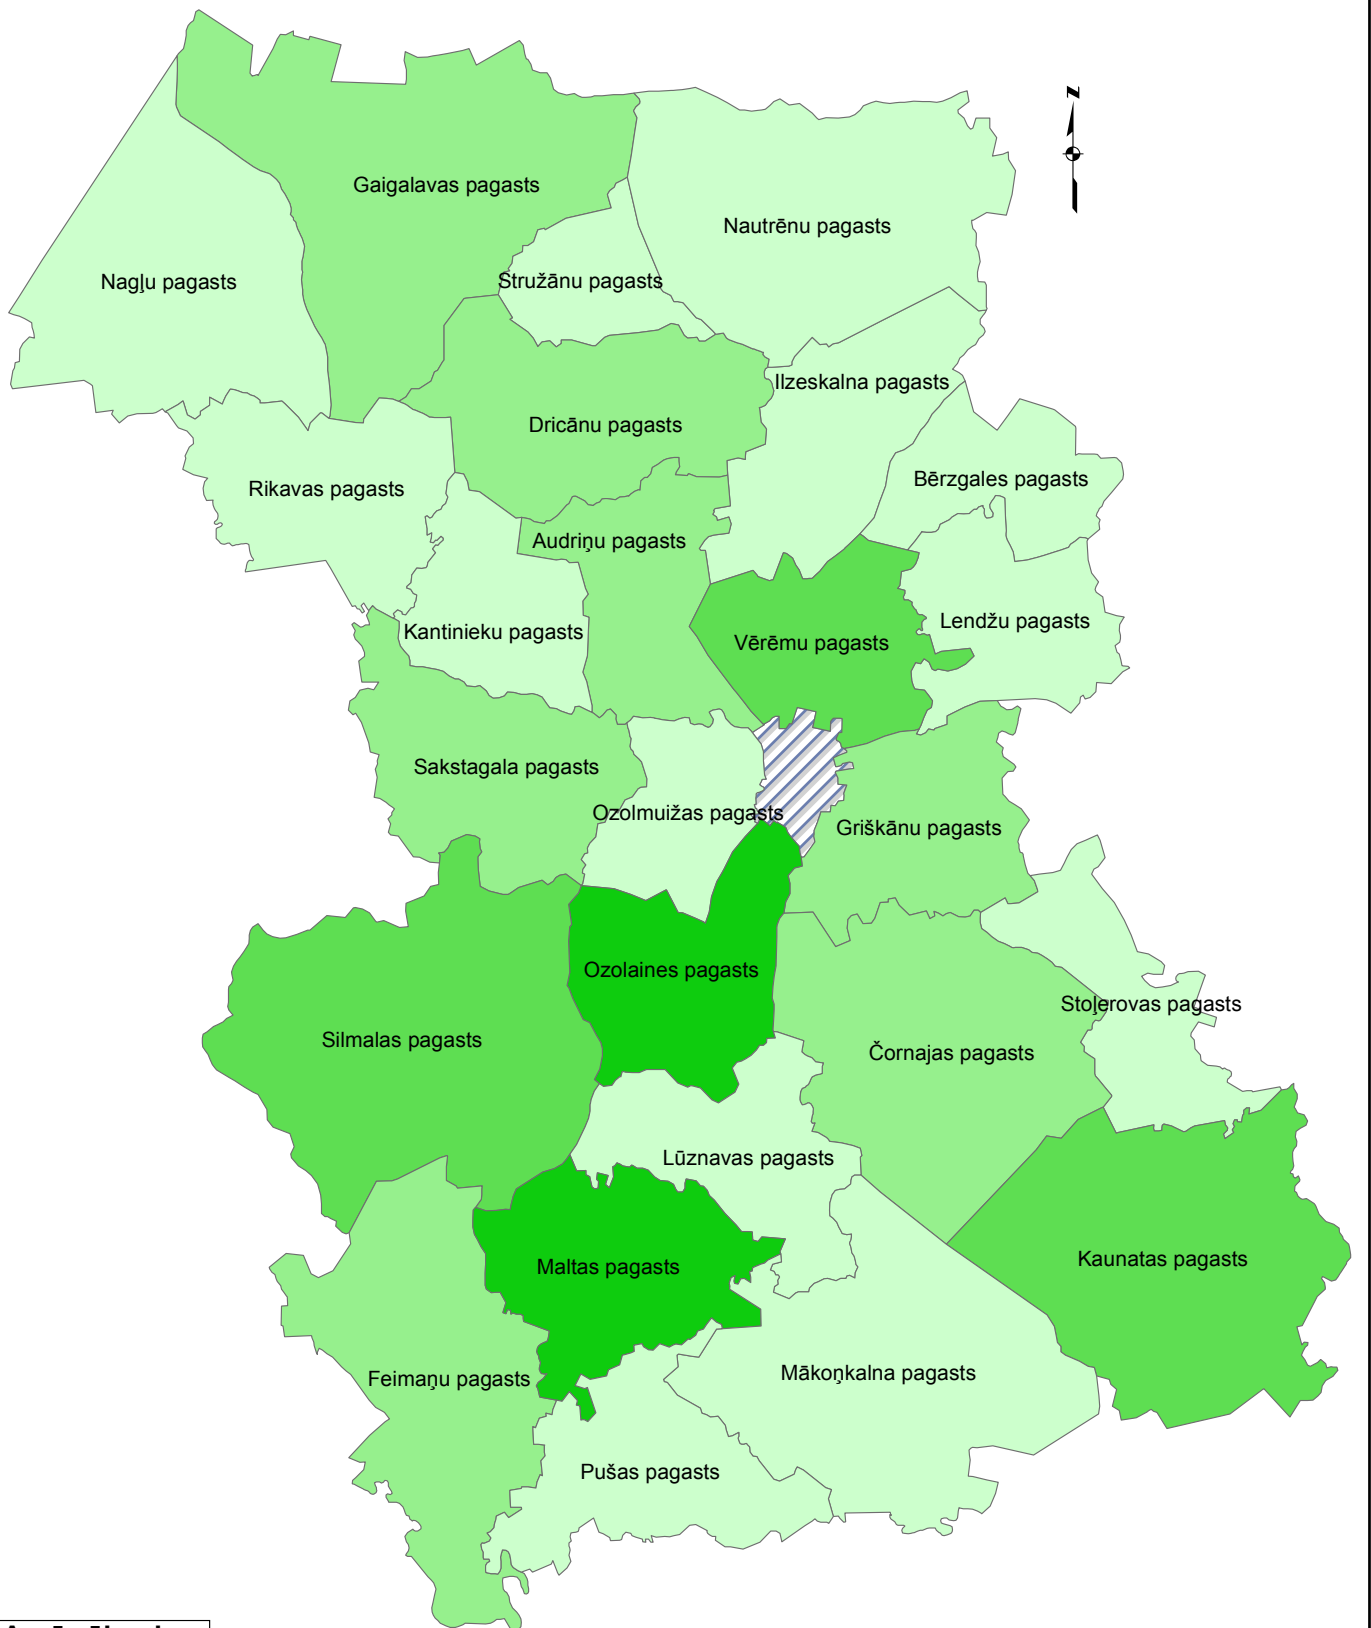 N
Gaigalavas pagasts
Nautrēnu pagasts
Nagļu pagasts
Stružānu pagasts
Ilzeskalna pagasts
Dricānu pagasts
Bērzgales pagasts
Rikavas pagasts
Audriņu pagasts
Lendžu pagasts
Kantinieku pagasts
Vērēmu pagasts
Sakstagala pagasts
Ozolmuižas pagasts
Griškānu pagasts
Ozolaines pagasts
Stoļerovas pagasts
Silmalas pagasts
Čornajas pagasts
Lūznavas pagasts
Kaunatas pagasts
Maltas pagasts
Mākoņkalna pagasts
Feimaņu pagasts
Pušas pagasts